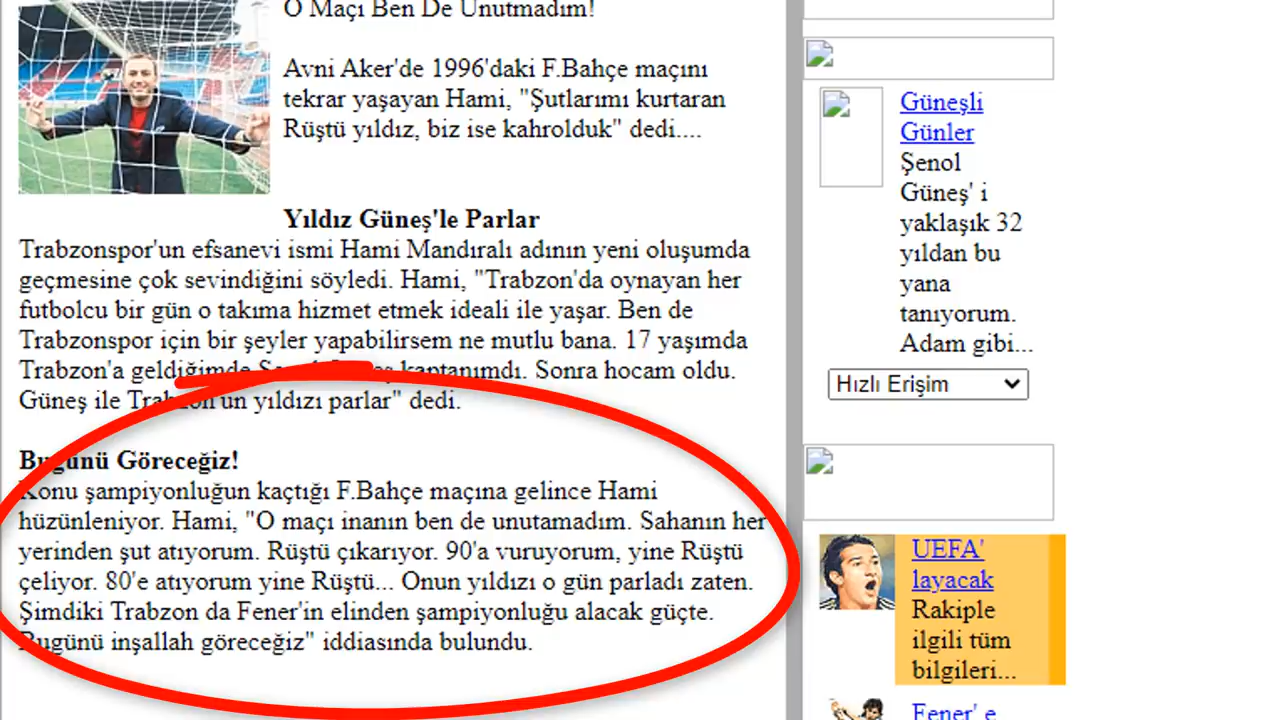 O Maçı Ben De Unutmadım!
Avni Aker'de 1996'daki F.Bahçe maçını
tekrar yaşayan Hami, "Şutlarımı kurtaran
Rüştü yıldız, biz ise kahrolduk" dedi....
Yıldız Güneş'le Parlar
Trabzonspor'un efsanevi ismi Hami Mandıralı adının yeni oluşumda
geçmesine çok sevindiğini söyledi. Hami, "Trabzon'da oynayan her
futbolcu bir gün o takıma hizmet etmek ideali ile yaşar. Ben de
Trabzonspor için bir şeyler yapabilirsem ne mutlu bana. 17 yaşımda
Trabzon'a geldiğimde Şenol Güneş kaptanımdı. Sonra hocam oldu.
Güneş ile Trabzon'un yıldızı parlar" dedi.
Bugünü Göreceğiz!
Konu şampiyonluğun kaçtığı F.Bahçe maçına gelince Hami
hüzünleniyor. Hami, "O maçı inanın ben de unutamadım. Sahanın her
yerinden şut atıyorum. Rüştü çıkarıyor. 90'a vuruyorum, yine Rüştü
çeliyor. 80'e atıyorum yine Rüştü... Onun yıldızı o gün parladı zaten.
Şimdiki Trabzon da Fener'in elinden şampiyonluğu alacak güçte.
Bugünü inşallah göreceğiz" iddiasında bulundu.
Güneşli
Günler
Şenol
Güneş' i
yaklaşık 32
yıldan bu
yana
tanıyorum.
Adam gibi...
Hızlı Erişim
UEFA'
layacak
Rakiple
ilgili tüm
bilgileri...
Fener' e